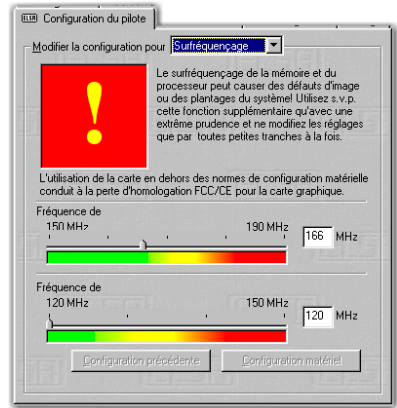 ELSA Configuration du pilote
Modifier la configuration pour Surfréquençage
!
Le surfréquençage de la mémoire et du
processeur peut causer des défauts d'image
ou des plantages du système! Utilisez s.v.p.
cette fonction supplémentaire qu'avec une
extrême prudence et ne modifiez les réglages
que par toutes petites tranches à la fois.
L'utilisation de la carte en dehors des normes de configuration matérielle
conduit à la perte d'homologation FCC/CE pour la carte graphique.
Fréquence de
150 MHz 190 MHz 166 MHz
Fréquence de
120 MHz 150 MHz 120 MHz
Configuration précédente Configuration matériel